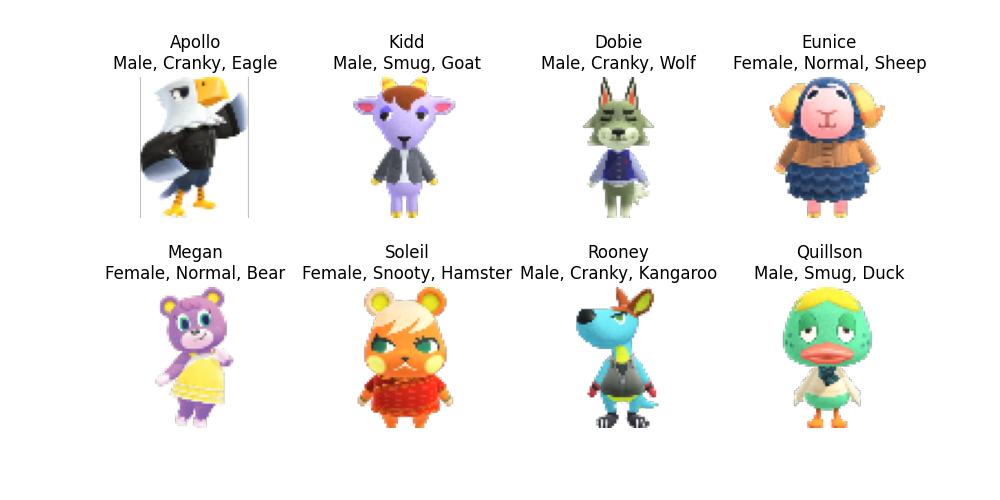 Apollo
Male, Cranky, Eagle
Kidd
Male, Smug, Goat
Dobie
Male, Cranky, Wolf
Eunice
Female, Normal, Sheep
Megan
Female, Normal, Bear
Soleil
Female, Snooty, Hamster
Rooney
Male, Cranky, Kangaroo
Quillson
Male, Smug, Duck